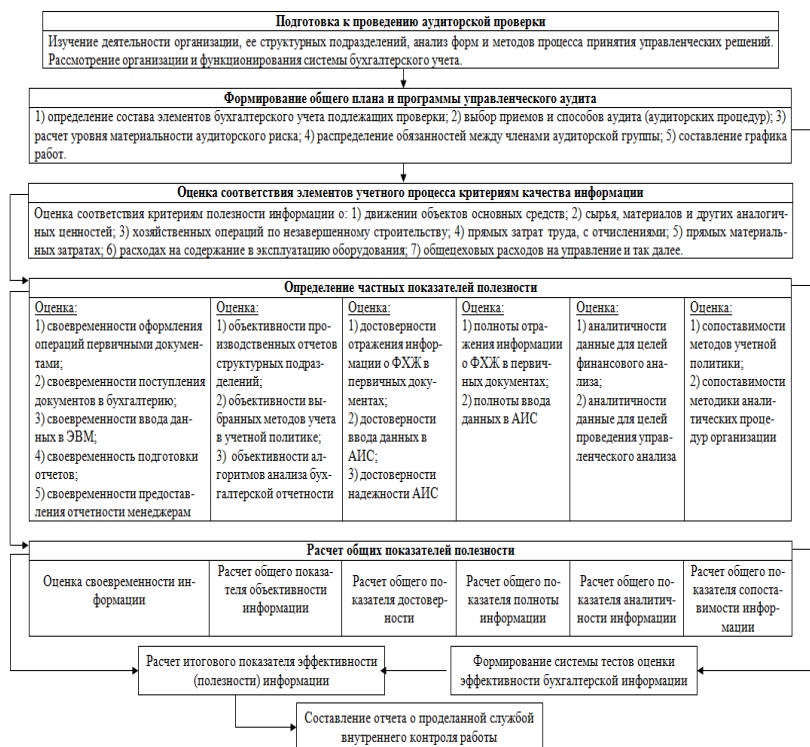 Подготовка к проведению аудиторской проверки
Изучение деятельности организации, ее структурных подразделений, анализ форм и методов процесса принятия управленческих решений.
Рассмотрение организации и функционирования системы бухгалтерского учета.
Формирование общего плана и программы управленческого аудита
1) определение состава элементов бухгалтерского учета подлежащих проверки; 2) выбор приемов и способов аудита (аудиторских процедур); 3)
расчет уровня материальности аудиторского риска; 4) распределение обязанностей между членами аудиторской группы; 5) составление графика
работ.
Оценка соответствия элементов учетного процесса критериям качества информации
Оценка соответствия критериям полезности информации о: 1) движении объектов основных средств; 2) сырья, материалов и других аналогич-
ных ценностей; 3) хозяйственных операций по незавершенному строительству; 4) прямых затрат труда, с отчислениями; 5) прямых материаль-
ных затратах; 6) расходах на содержание в эксплуатацию оборудования; 7) общецеховых расходов на управление и так далее.
Определение частных показателей полезности
Оценка:
1) своевременности оформления
операций первичными документ-
тами;
2) своевременности поступления
документов в бухгалтерию;
3) своевременности ввода дан-
ных в ЭВМ;
4) своевременность подготовки
отчетов;
5) своевременности предостав-
ления отчетности менеджерам
Оценка:
1) объективности про-
изводственных отчетов
структурных подраз-
делений;
2) объективности вы-
бранных методов учета
в учетной политике;
3) объективности ал-
горитмов анализа бух-
галтерской отчетности
Оценка:
1) достоверности
отражения инфор-
мации о ФХЖ в
первичных доку-
ментах;
2) достоверности
ввода данных в
АИС;
3) достоверности
надежности АИС
Оценка:
1) полноты отра-
жения информации
о ФХЖ в первич-
ных документах;
2) полноты ввода
данных в АИС
Оценка:
1) аналитичности
данные для целей
финансового ана-
лиза;
2) аналитичности
данные для целей
проведения управ-
ленческого анализа
Оценка:
1) сопоставимости
методов учетной
политики;
2) сопоставимости
методики анали-
тических проце-
дур организации
Расчет общих показателей полезности
Оценка своевременности ин-
формации
Расчет общего показа-
теля объективности
информации
Расчет общего по-
казателя достовер-
ности
Расчет общего по-
казателя полноты
информации
Расчет общего по-
казателя аналитич-
ности информации
Расчет общего по-
казателя сопоста-
вимости инфор-
мации
Расчет итогового показателя эффективности
(полезности) информации
Формирование системы тестов оценки
эффективности бухгалтерской информации
Составление отчета о проделанной службой
внутреннего контроля работы